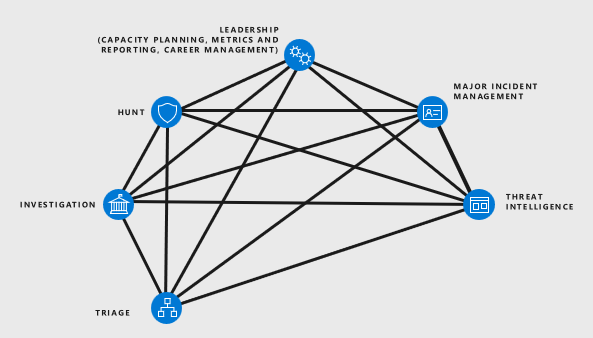 LEADERSHIP
(CAPACITY PLANNING, METRICS AND
REPORTING, CAREER MANAGEMENT)
MAJOR INCIDENT
MANAGEMENT
HUNT
THREAT
INTELLIGENCE
INVESTIGATION
TRIAGE